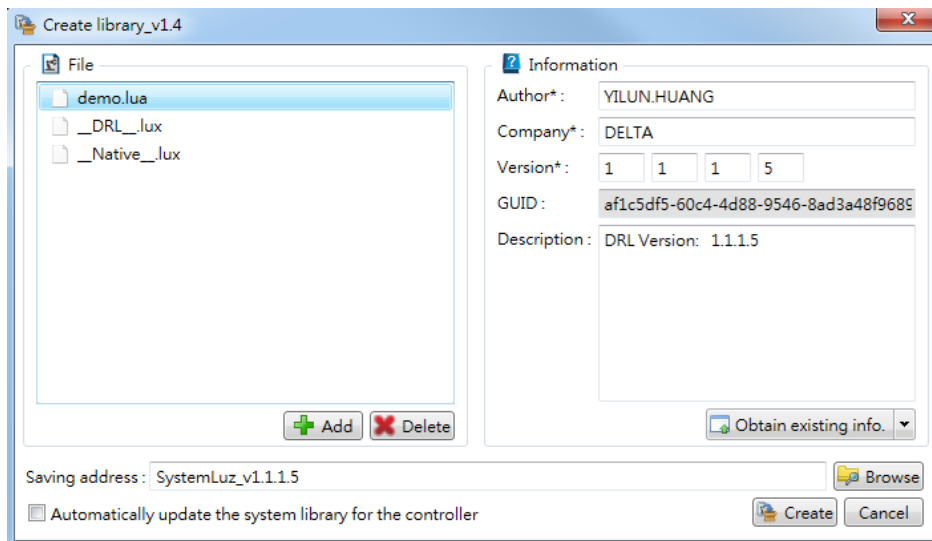 Create library_v1.4
File
demo.lua
__DRL__.lux
__Native__.lux
Add
Delete
Information
Author* : YILUN.HUANG
Company* : DELTA
Version* : 1 1 1 5
GUID : af1c5df5-60c4-4d88-9546-8ad3a48f9689
Description : DRL Version: 1.1.1.5
Obtain existing info.
Saving address : SystemLuz_v1.1.1.5
Browse
Automatically update the system library for the controller
Create
Cancel